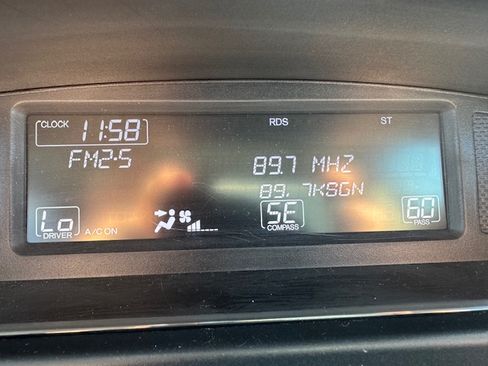 CLOCK 11:58 RDS ST
FM2-5 89.7 MHZ
89.7KSGN
Lo SE 60
DRIVER A/C ON COMPASS PASS